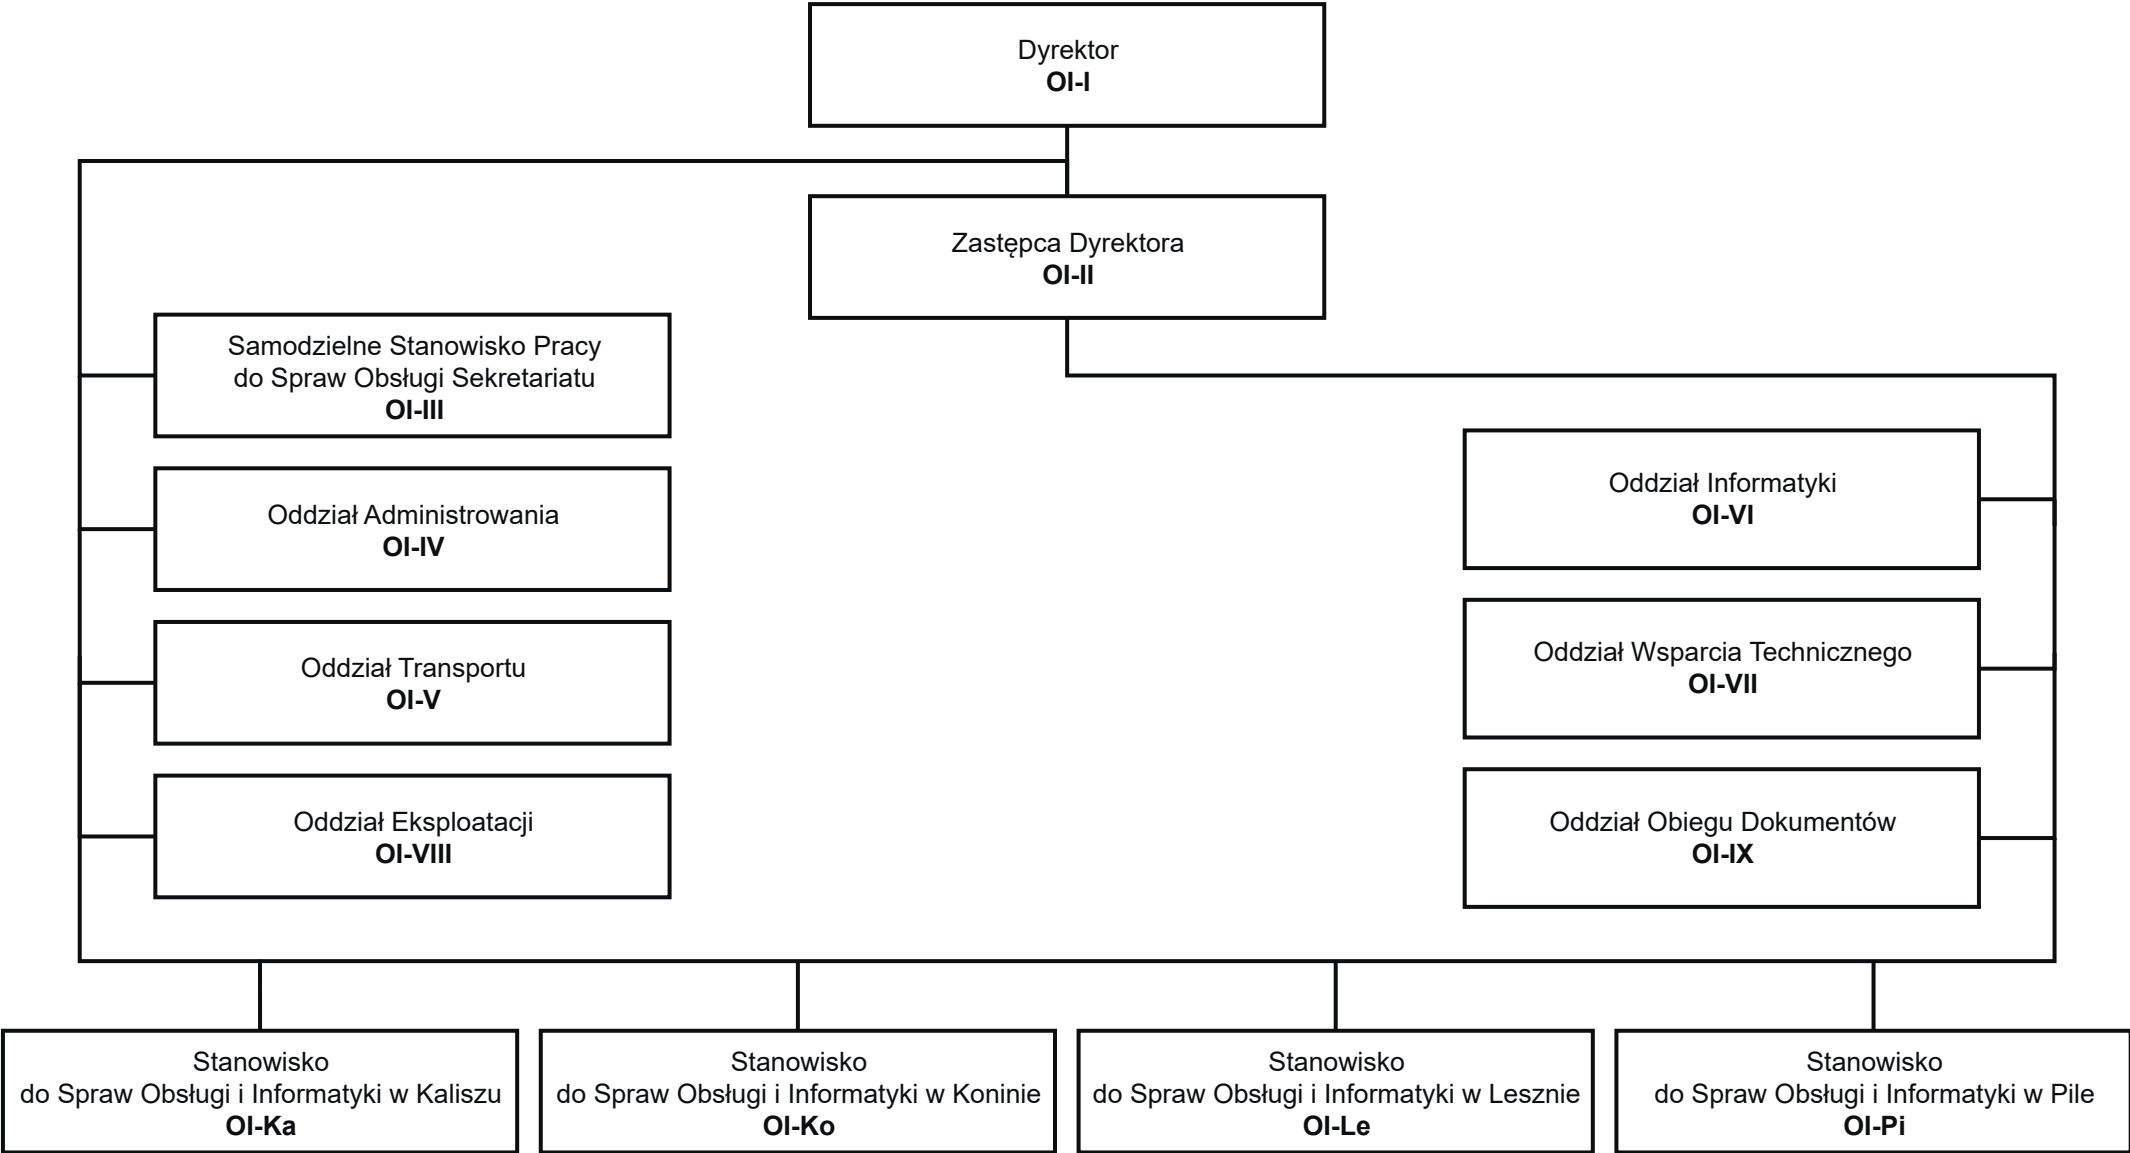 Dyrektor
OI-I
Zastępca Dyrektora
OI-II
Samodzielne Stanowisko Pracy
do Spraw Obsługi Sekretariatu
OI-III
Oddział Administrowania
OI-IV
Oddział Transportu
OI-V
Oddział Eksploatacji
OI-VIII
Oddział Informatyki
OI-VI
Oddział Wsparcia Technicznego
OI-VII
Oddział Obiegu Dokumentów
OI-IX
Stanowisko
do Spraw Obsługi i Informatyki w Kaliszu
OI-Ka
Stanowisko
do Spraw Obsługi i Informatyki w Koninie
OI-Ko
Stanowisko
do Spraw Obsługi i Informatyki w Lesznie
OI-Le
Stanowisko
do Spraw Obsługi i Informatyki w Pile
OI-Pi